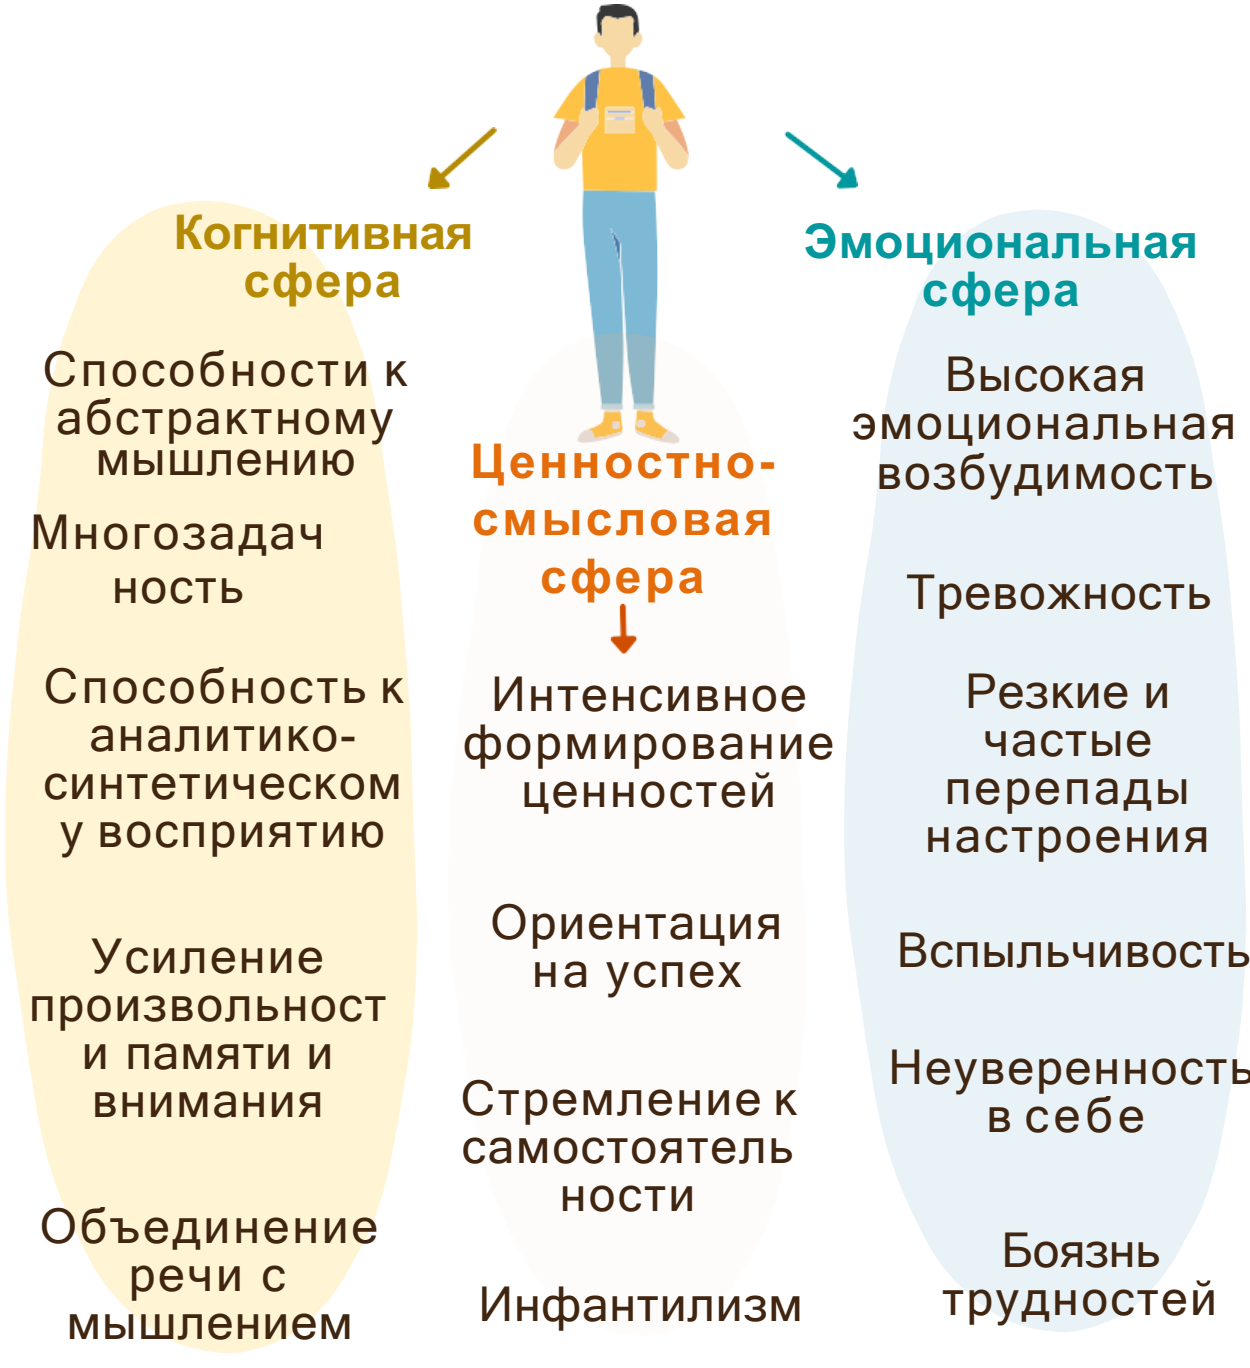 Когнитивная
сфера
Способности к
абстрактному
мышлению
Многозадач
ность
Способность к
аналитико-
синтетическом
у восприятию
Усиление
произвольност
и памяти и
внимания
Объединение
речи с
мышлением
Ценностно-
смысловая
сфера
Интенсивное
формирование
ценностей
Ориентация
на успех
Стремление к
самостоятель
ности
Инфантилизм
Эмоциональная
сфера
Высокая
эмоциональная
возбудимость
Тревожность
Резкие и
частые
перепады
настроения
Вспыльчивость
Неуверенность
в себе
Боязнь
трудностей